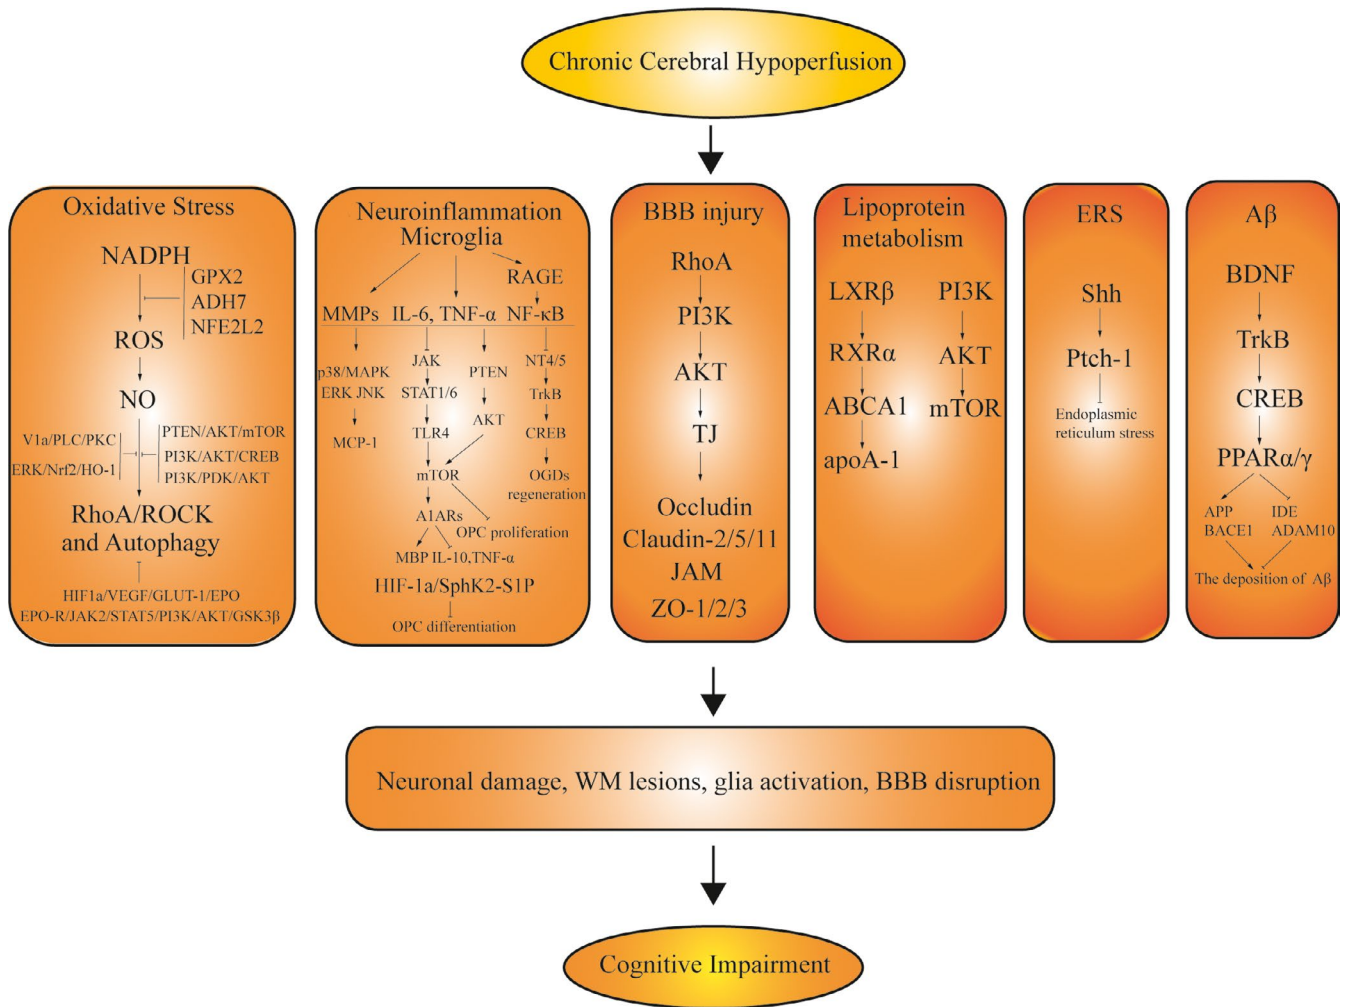 Chronic Cerebral Hypoperfusion
Oxidative Stress
NADPH
GPX2
ADH7
NFE2L2
ROS
NO
V1a/PLC/PKC
ERK/Nrf2/HO-1
PTEN/AKT/mTOR
PI3K/AKT/CREB
PI3K/PDK/AKT
RhoA/ROCK
and Autophagy
HIF1a/VEGF/GLUT-1/EPO
EPO-R/JAK2/STAT5/PI3K/AKT/GSK3β
Neuroinflammation
Microglia
RAGE
MMPs IL-6, TNF-α NF-κB
p38/MAPK
ERK JNK
MCP-1
JAK
STAT1/6
TLR4
mTOR
PTEN
AKT
NT4/5
TrkB
CREB
OGDs
regeneration
A1ARs
OPC proliferation
MBP IL-10,TNF-α
HIF-1a/SphK2-S1P
OPC differentiation
BBB injury
RhoA
PI3K
AKT
TJ
Occludin
Claudin-2/5/11
JAM
ZO-1/2/3
Lipoprotein
metabolism
LXRβ
RXRα
ABCA1
apoA-1
PI3K
AKT
mTOR
ERS
Shh
Ptch-1
Endoplasmic
reticulum stress
Aβ
BDNF
TrkB
CREB
PPARα/γ
APP
BACE1
IDE
ADAM10
The deposition of Aβ
Neuronal damage, WM lesions, glia activation, BBB disruption
Cognitive Impairment